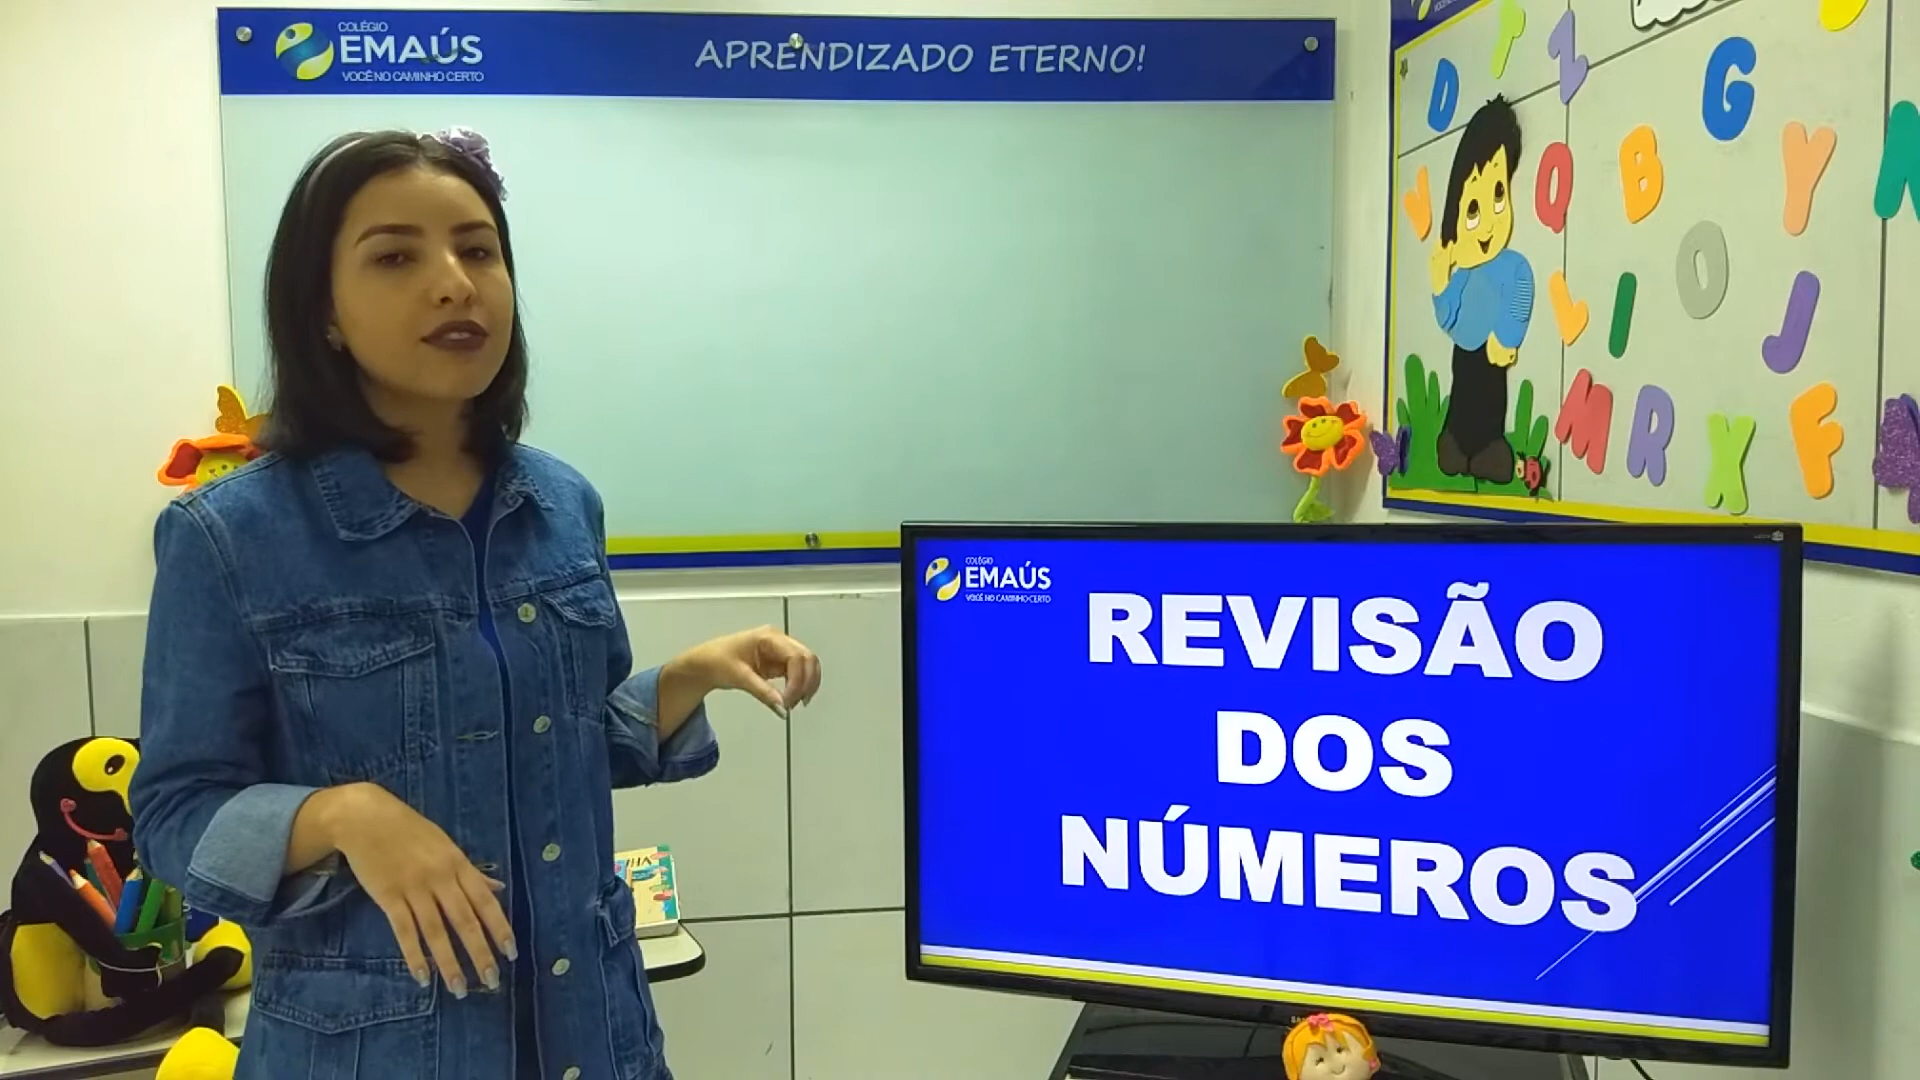 COLÉGIO
EMAÚS
VOCÊ NO CAMINHO CERTO
APRENDIZADO ETERNO!
D Y Z G
V Q B Y
L I O J
M R X F
COLÉGIO
EMAÚS
VOCÊ NO CAMINHO CERTO
REVISÃO
DOS
NÚMEROS